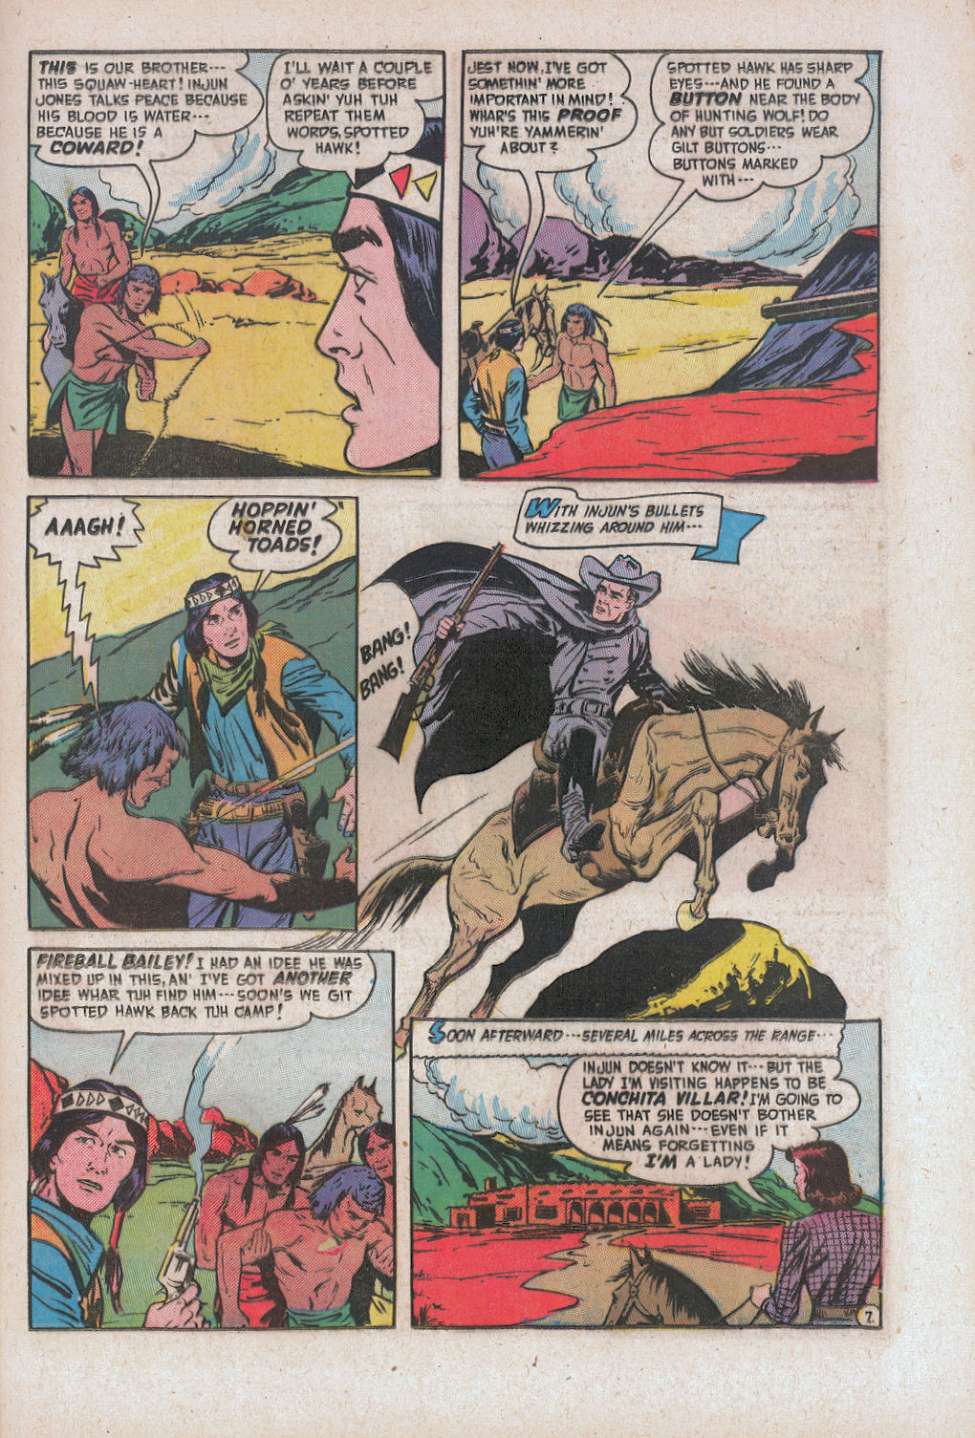 THIS IS OUR BROTHER---
THIS SQUAW-HEART! INJUN
JONES TALKS PEACE BECAUSE
HIS BLOOD IS WATER---
BECAUSE HE IS A
COWARD!
I'LL WAIT A COUPLE
O' YEARS BEFORE
ASKIN' YUH TUH
REPEAT THEM
WORDS, SPOTTED
HAWK!
JEST NOW, I'VE GOT
SOMETHIN' MORE
IMPORTANT IN MIND!
WHAR'S THIS PROOF
YUH'RE YAMMERIN'
ABOUT?
SPOTTED HAWK HAS SHARP
EYES---AND HE FOUND A
BUTTON NEAR THE BODY
OF HUNTING WOLF! DO
ANY BUT SOLDIERS WEAR
GILT BUTTONS---
BUTTONS MARKED
WITH---
AAAGH!
HOPPIN'
HORNED
TOADS!
WITH INJUN'S BULLETS
WHIZZING AROUND HIM---
BANG!
BANG!
FIREBALL BAILEY! I HAD AN IDEE HE WAS
MIXED UP IN THIS, AN' I'VE GOT ANOTHER
IDEE WHAR TUH FIND HIM---SOON'S WE GIT
SPOTTED HAWK BACK TUH CAMP!
SOON AFTERWARD---SEVERAL MILES ACROSS THE RANGE---
INJUN DOESN'T KNOW IT---BUT THE
LADY I'M VISITING HAPPENS TO BE
CONCHITA VILLAR! I'M GOING TO
SEE THAT SHE DOESN'T BOTHER
INJUN AGAIN---EVEN IF IT
MEANS FORGETTING
I'M A LADY!
7